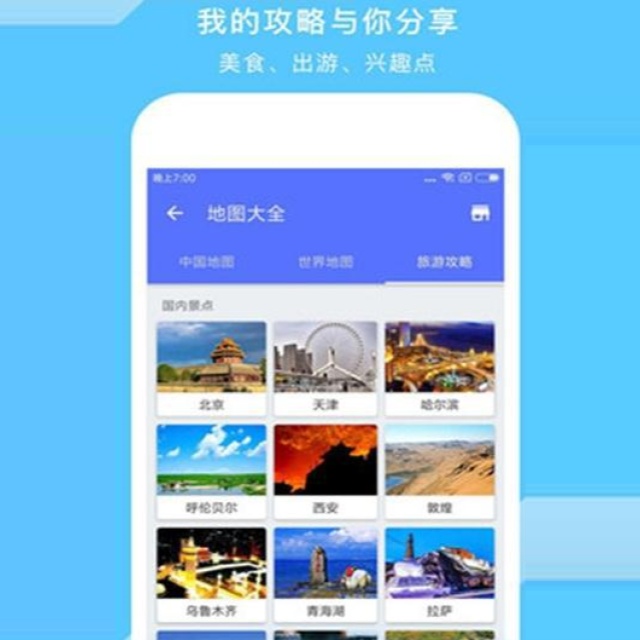 我的攻略与你分享
美食、出游、兴趣点
晚上7:00
地图大全
中国地图 世界地图 旅游攻略
国内景点
北京 天津 哈尔滨
呼伦贝尔 西安 敦煌
乌鲁木齐 青海湖 拉萨